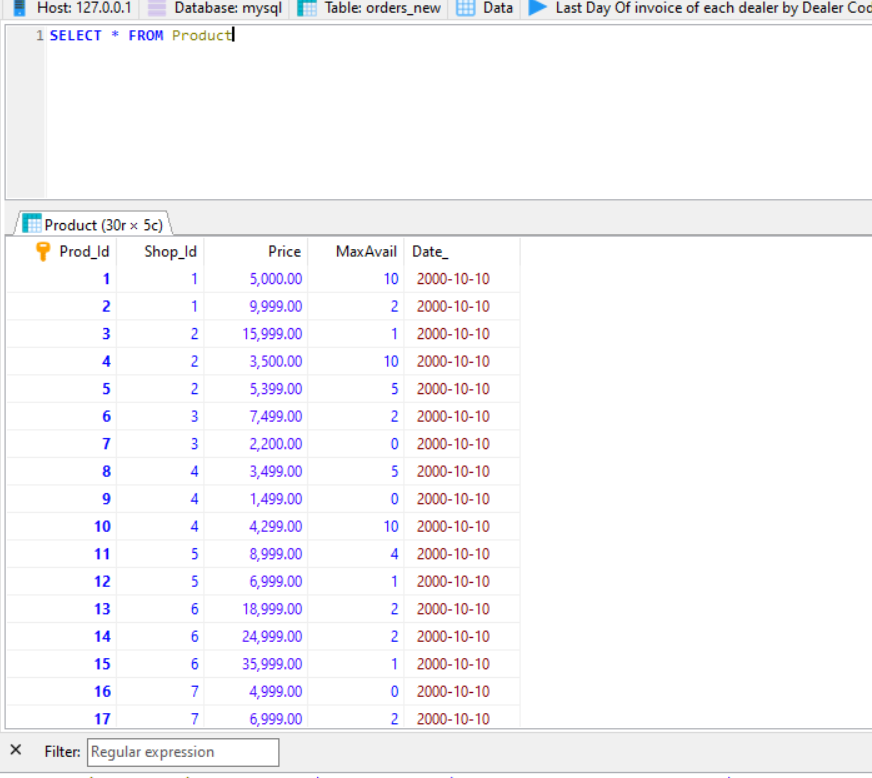 Host: 127.0.0.1 Database: mysql Table: orders_new Data Last Day Of invoice of each dealer by Dealer Cod
1 SELECT * FROM Product
Product (30r × 5c)
Prod_Id Shop_Id Price MaxAvail Date_
1 1 5,000.00 10 2000-10-10
2 1 9,999.00 2 2000-10-10
3 2 15,999.00 1 2000-10-10
4 2 3,500.00 10 2000-10-10
5 2 5,399.00 5 2000-10-10
6 3 7,499.00 2 2000-10-10
7 3 2,200.00 0 2000-10-10
8 4 3,499.00 5 2000-10-10
9 4 1,499.00 0 2000-10-10
10 4 4,299.00 10 2000-10-10
11 5 8,999.00 4 2000-10-10
12 5 6,999.00 1 2000-10-10
13 6 18,999.00 2 2000-10-10
14 6 24,999.00 2 2000-10-10
15 6 35,999.00 1 2000-10-10
16 7 4,999.00 0 2000-10-10
17 7 6,999.00 2 2000-10-10
× Filter: Regular expression